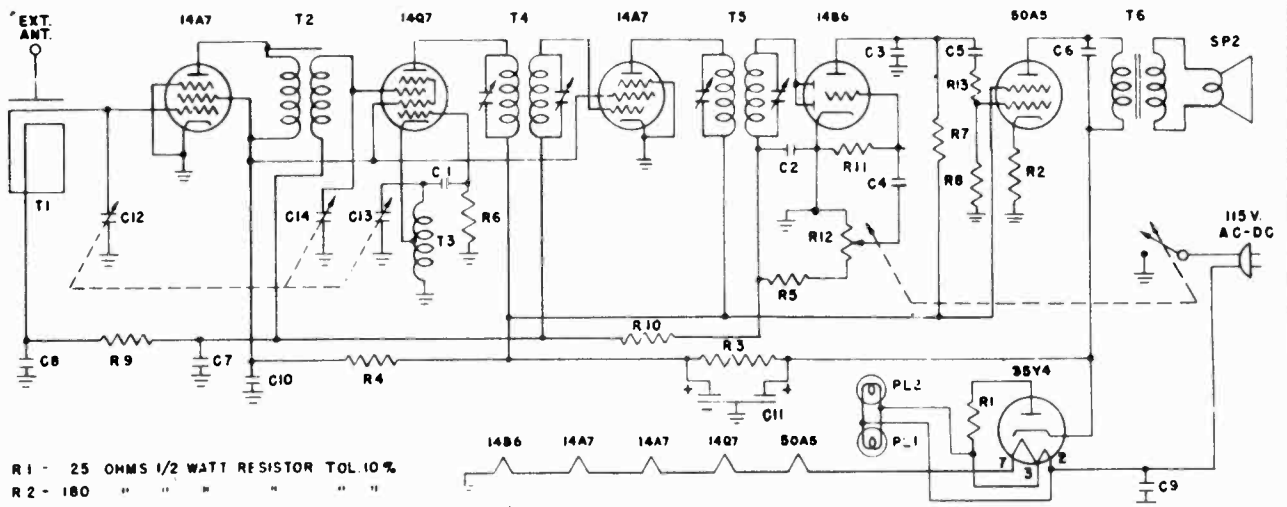 EXT.
ANT.
14A7
T2
14Q7
T4
14A7
T5
14B6
50A5
T6
C3
C5
C6
SP2
R13
R7
C1
C2
R11
C4
R8
R2
T1
C12
C14
C13
R6
T3
R12
115V.
AC-DC
R5
R10
R3
C8
R9
C7
C10
R4
C11
35Y4
PL2
R1
PL1
14B6
14A7
14A7
14Q7
50A5
7
3
2
C9
R1 - 25 OHMS 1/2 WATT RESISTOR TOL.10%
R2 - 180 " " " " " "